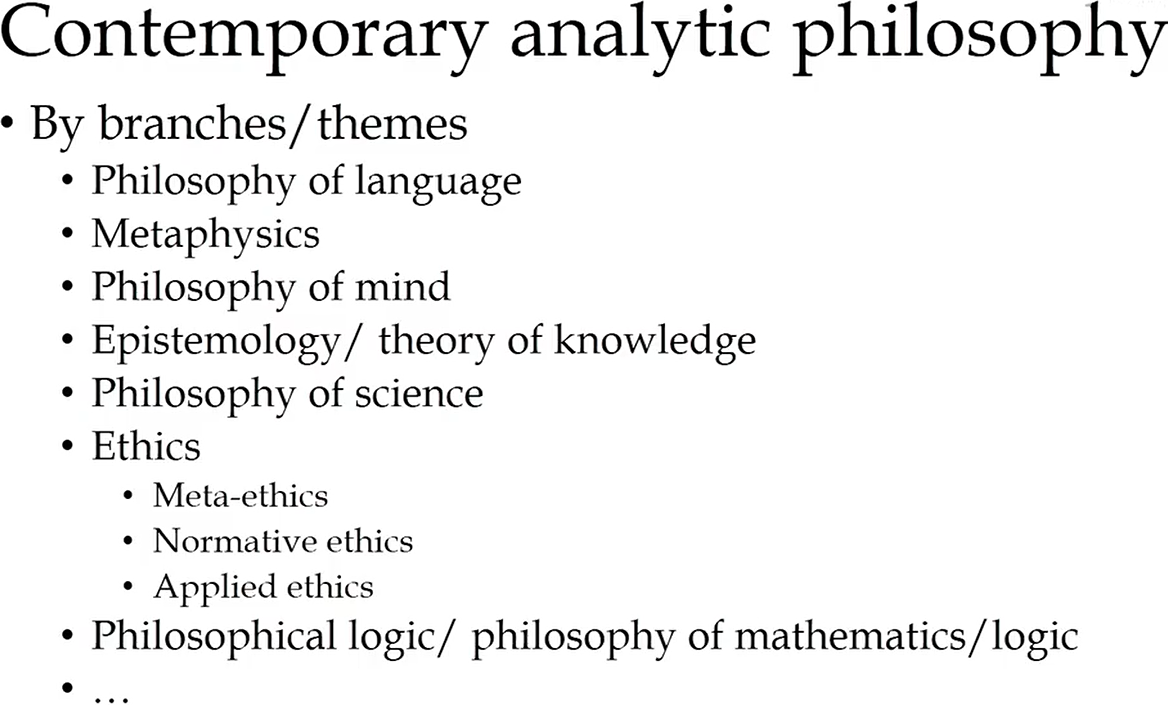 Contemporary analytic philosophy
• By branches/themes
• Philosophy of language
• Metaphysics
• Philosophy of mind
• Epistemology/ theory of knowledge
• Philosophy of science
• Ethics
• Meta-ethics
• Normative ethics
• Applied ethics
• Philosophical logic/ philosophy of mathematics/logic
• …